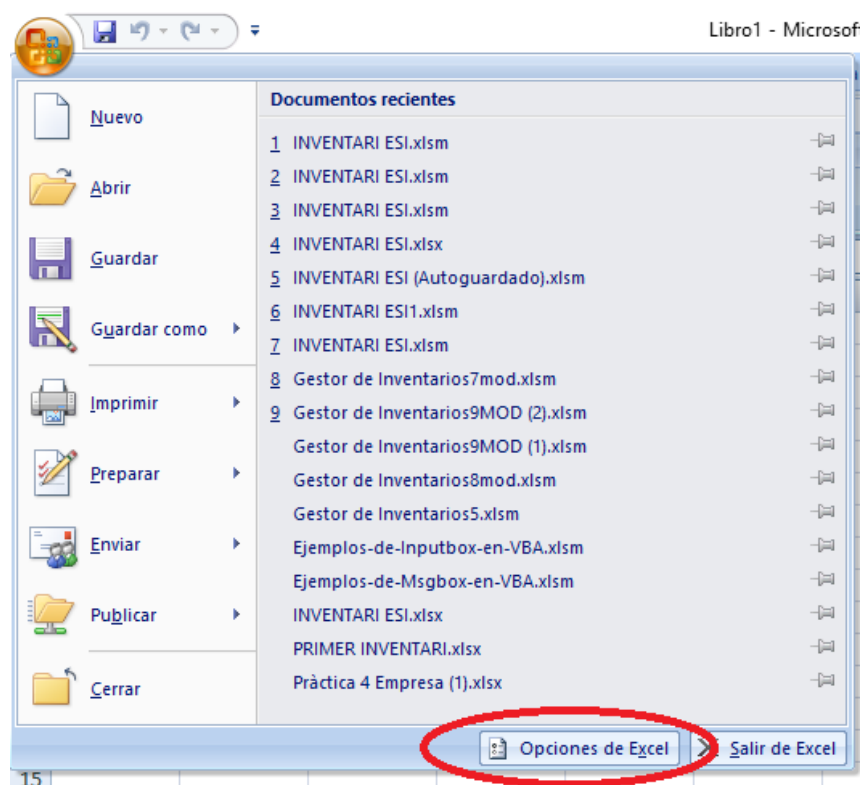 Libro1 - Microsoft
Nuevo
Abrir
Guardar
Guardar como
Imprimir
Preparar
Enviar
Publicar
Cerrar
Documentos recientes
1 INVENTARI ESI.xlsm
2 INVENTARI ESI.xlsm
3 INVENTARI ESI.xlsm
4 INVENTARI ESI.xlsx
5 INVENTARI ESI (Autoguardado).xlsm
6 INVENTARI ESI1.xlsm
7 INVENTARI ESI.xlsm
8 Gestor de Inventarios7mod.xlsm
9 Gestor de Inventarios9MOD (2).xlsm
Gestor de Inventarios9MOD (1).xlsm
Gestor de Inventarios8mod.xlsm
Gestor de Inventarios5.xlsm
Ejemplos-de-Inputbox-en-VBA.xlsm
Ejemplos-de-Msgbox-en-VBA.xlsm
INVENTARI ESI.xlsx
PRIMER INVENTARI.xlsx
Pràctica 4 Empresa (1).xlsx
Opciones de Excel
Salir de Excel
15